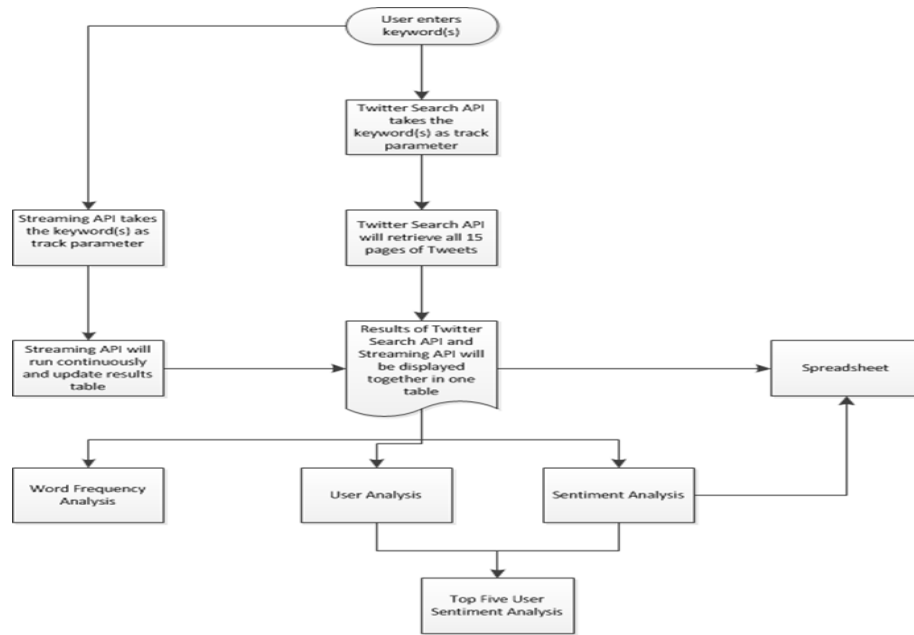 User enters
keyword(s)
Twitter Search API
takes the
keyword(s) as track
parameter
Streaming API takes
the keyword(s) as
track parameter
Twitter Search API
will retrieve all 15
pages of Tweets
Streaming API will
run continuously
and update results
table
Results of Twitter
Search API and
Streaming API will
be displayed
together in one
table
Spreadsheet
Word Frequency
Analysis
User Analysis
Sentiment Analysis
Top Five User
Sentiment Analysis